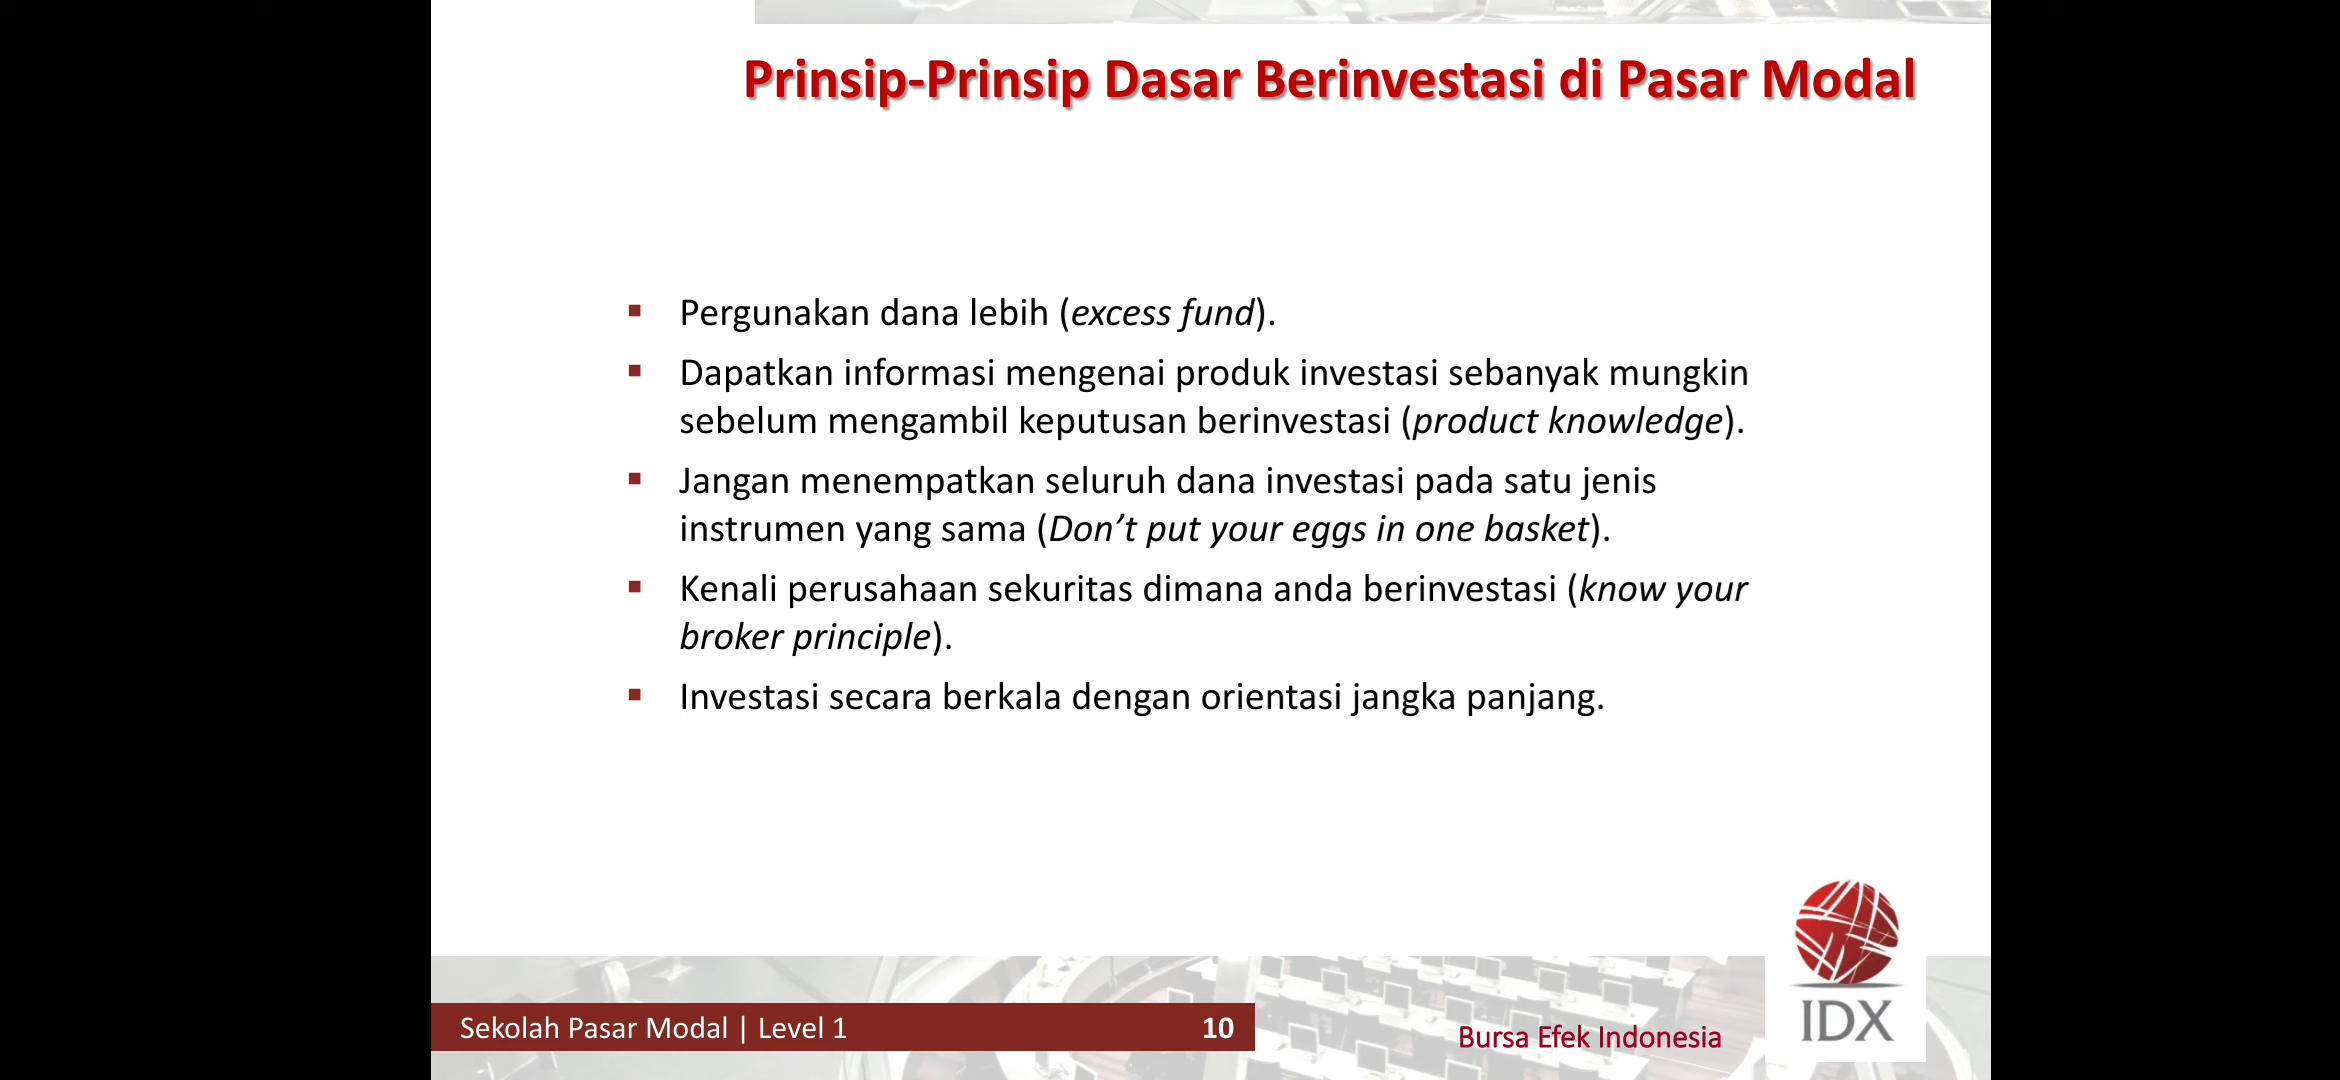 Prinsip-Prinsip Dasar Berinvestasi di Pasar Modal
▪ Pergunakan dana lebih (excess fund).
▪ Dapatkan informasi mengenai produk investasi sebanyak mungkin
sebelum mengambil keputusan berinvestasi (product knowledge).
▪ Jangan menempatkan seluruh dana investasi pada satu jenis
instrumen yang sama (Don’t put your eggs in one basket).
▪ Kenali perusahaan sekuritas dimana anda berinvestasi (know your
broker principle).
▪ Investasi secara berkala dengan orientasi jangka panjang.
Sekolah Pasar Modal | Level 1
10
Bursa Efek Indonesia
IDX